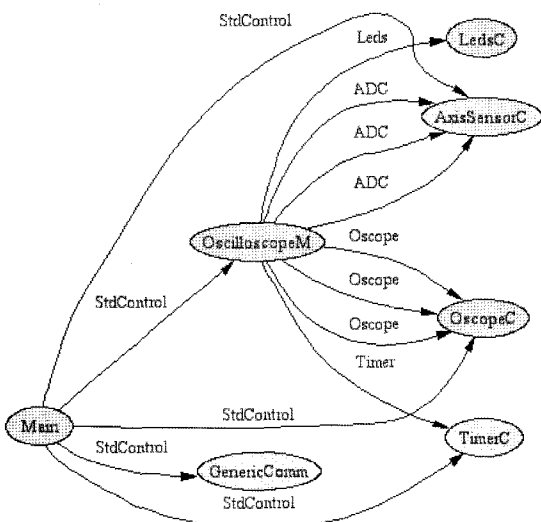 StdControl
Leds
LedsC
ADC
AxisSensorC
ADC
ADC
OscilloscopeM
Oscope
StdControl
Oscope
Oscope
OscopeC
Timer
Main
StdControl
TimerC
StdControl
GenericComm
StdControl